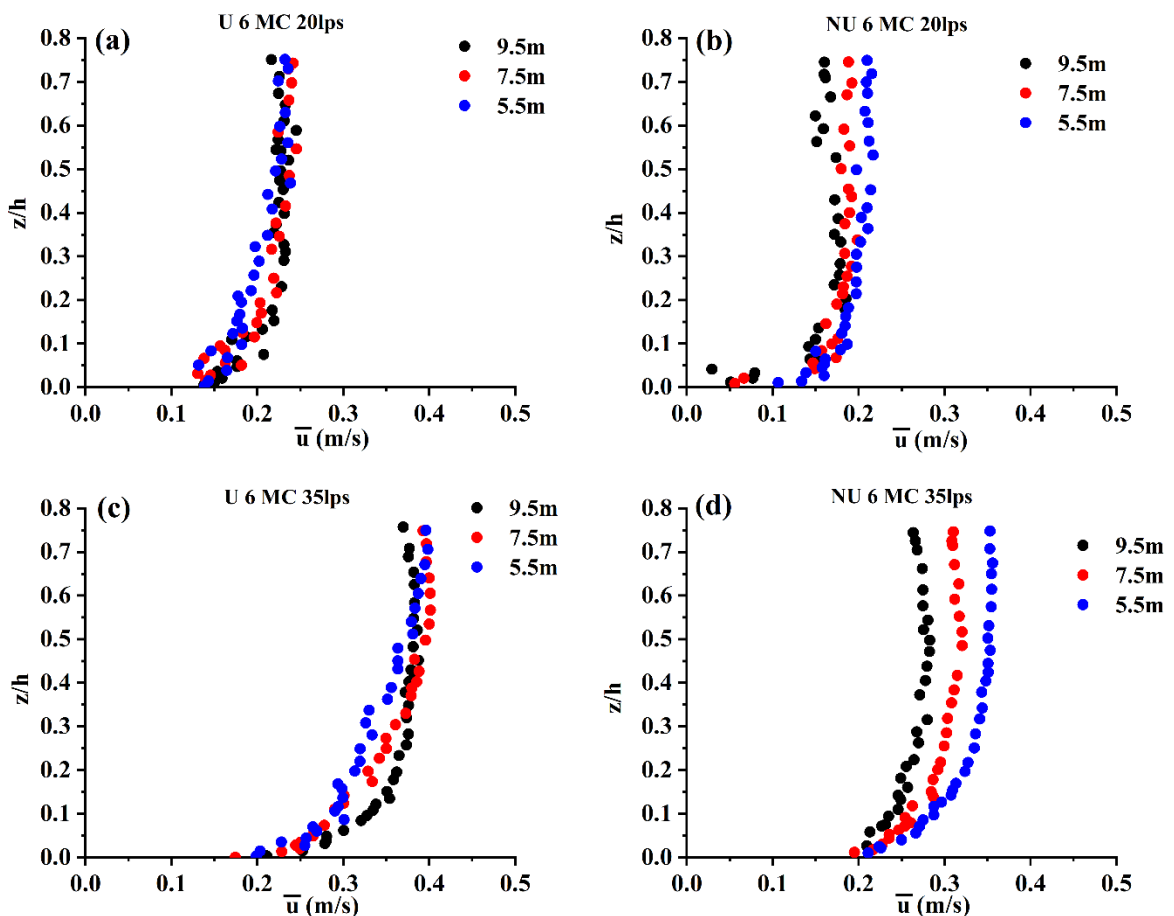 U 6 MC 20lps
(a)
9.5m
7.5m
5.5m
0.8
0.7
0.6
0.5
0.4
0.3
0.2
0.1
0.0
z/h
0.0 0.1 0.2 0.3 0.4 0.5
u̅ (m/s)
NU 6 MC 20lps
(b)
9.5m
7.5m
5.5m
0.8
0.7
0.6
0.5
0.4
0.3
0.2
0.1
0.0
z/h
0.0 0.1 0.2 0.3 0.4 0.5
u̅ (m/s)
U 6 MC 35lps
(c)
9.5m
7.5m
5.5m
0.8
0.7
0.6
0.5
0.4
0.3
0.2
0.1
0.0
z/h
0.0 0.1 0.2 0.3 0.4 0.5
u̅ (m/s)
NU 6 MC 35lps
(d)
9.5m
7.5m
5.5m
0.8
0.7
0.6
0.5
0.4
0.3
0.2
0.1
0.0
z/h
0.0 0.1 0.2 0.3 0.4 0.5
u̅ (m/s)